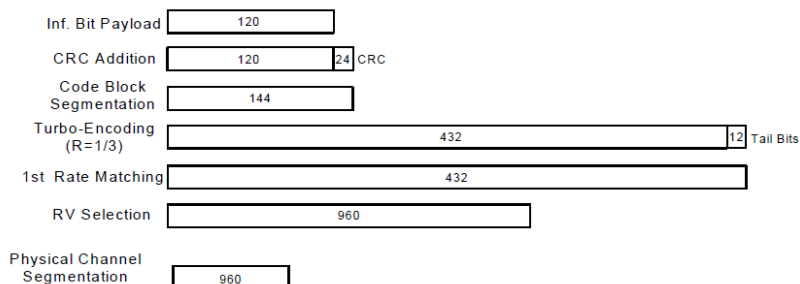 Inf. Bit Payload
120
CRC Addition
120
24
CRC
Code Block
Segmentation
144
Turbo-Encoding
(R=1/3)
432
12
Tail Bits
1st Rate Matching
432
RV Selection
960
Physical Channel
Segmentation
960